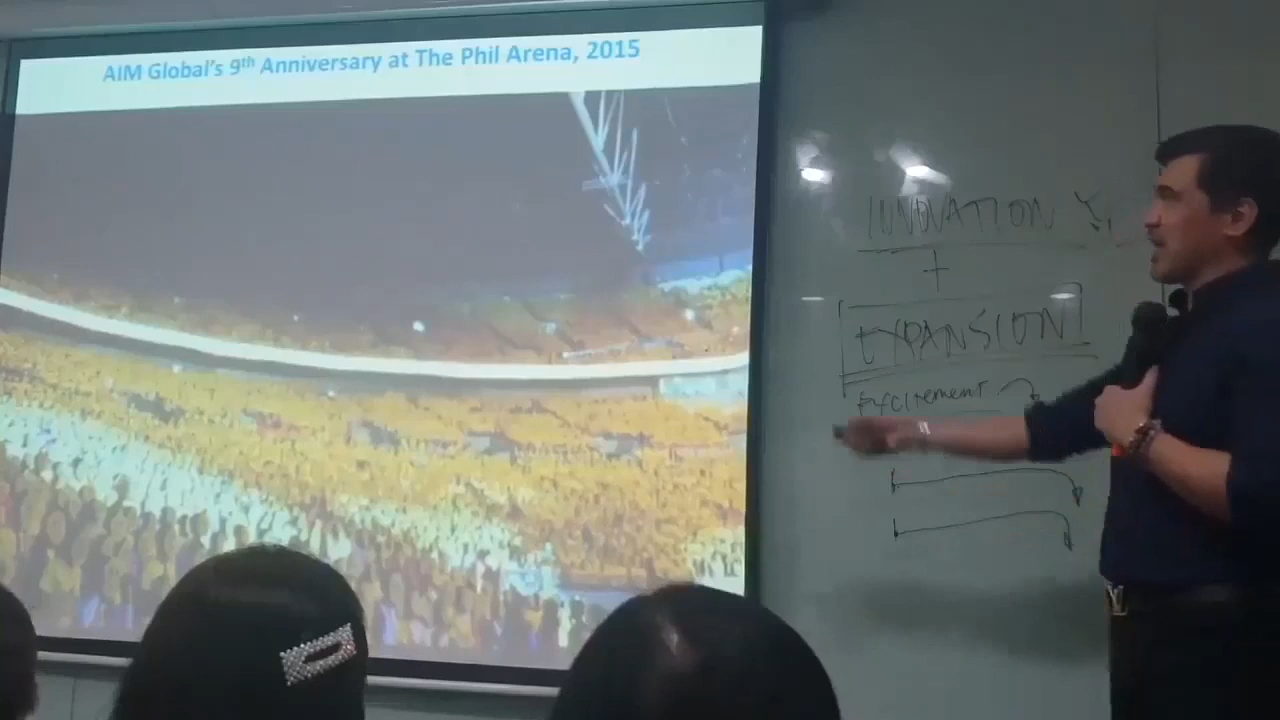 AIM Global's 9th Anniversary at The Phil Arena, 2015
INNOVATION
+
EXPANSION
Excitement